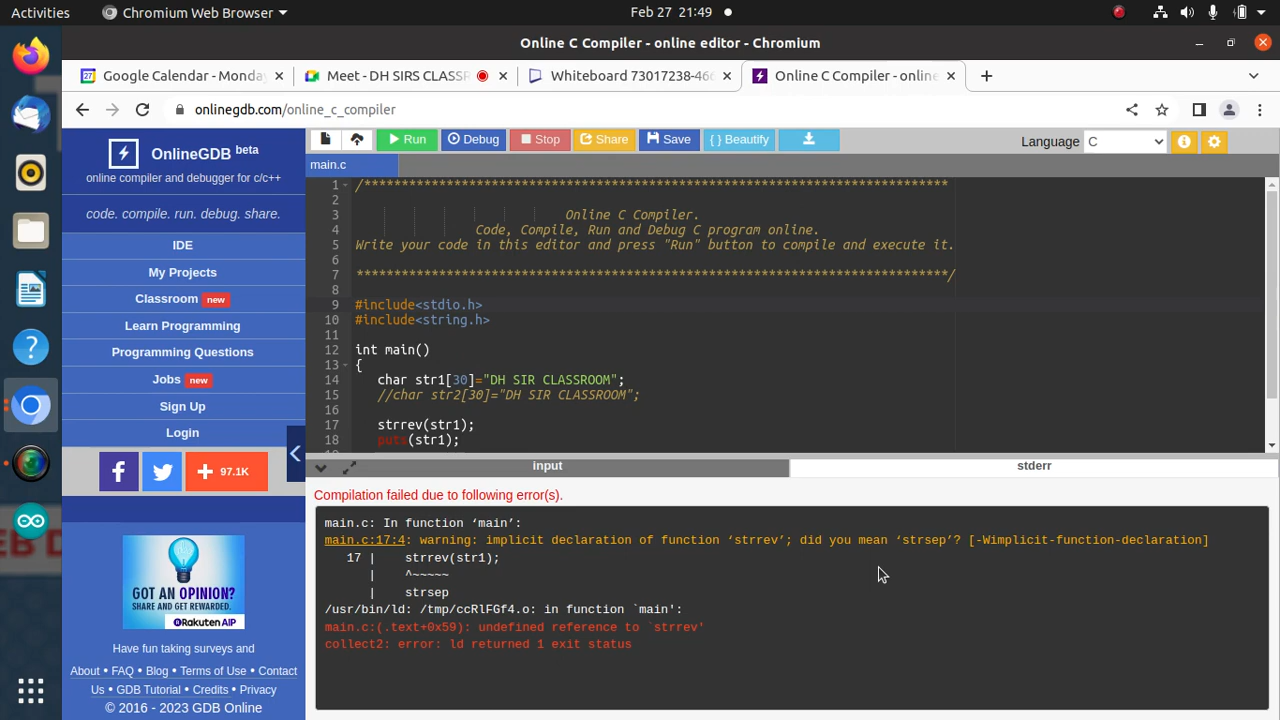 Activities Chromium Web Browser Feb 27 21:49
Online C Compiler - online editor - Chromium
Google Calendar - Monda Meet - DH SIRS CLASSR Whiteboard 73017238-46 Online C Compiler - online
onlinegdb.com/online_c_compiler
OnlineGDB beta
online compiler and debugger for c/c++
code. compile. run. debug. share.
IDE
My Projects
Classroom new
Learn Programming
Programming Questions
Jobs new
Sign Up
Login
97.1K
GOT AN
OPINION?
SHARE AND GET REWARDED.
Rakuten AIP
Have fun taking surveys and
About • FAQ • Blog • Terms of Use • Contact
Us • GDB Tutorial • Credits • Privacy
© 2016 - 2023 GDB Online
Run Debug Stop Share Save { } Beautify Language C
main.c
1 /******************************************************************************
2
3 Online C Compiler.
4 Code, Compile, Run and Debug C program online.
5 Write your code in this editor and press "Run" button to compile and execute it.
6
7 *******************************************************************************/
8
9 #include<stdio.h>
10 #include<string.h>
11
12 int main()
13 {
14 char str1[30]="DH SIR CLASSROOM";
15 //char str2[30]="DH SIR CLASSROOM";
16
17 strrev(str1);
18 puts(str1);
input stderr
Compilation failed due to following error(s).
main.c: In function ‘main’:
main.c:17:4: warning: implicit declaration of function ‘strrev’; did you mean ‘strsep’? [-Wimplicit-function-declaration]
17 | strrev(str1);
| ^~~~~~
| strsep
/usr/bin/ld: /tmp/ccRlFGf4.o: in function `main':
main.c:(.text+0x59): undefined reference to `strrev'
collect2: error: ld returned 1 exit status